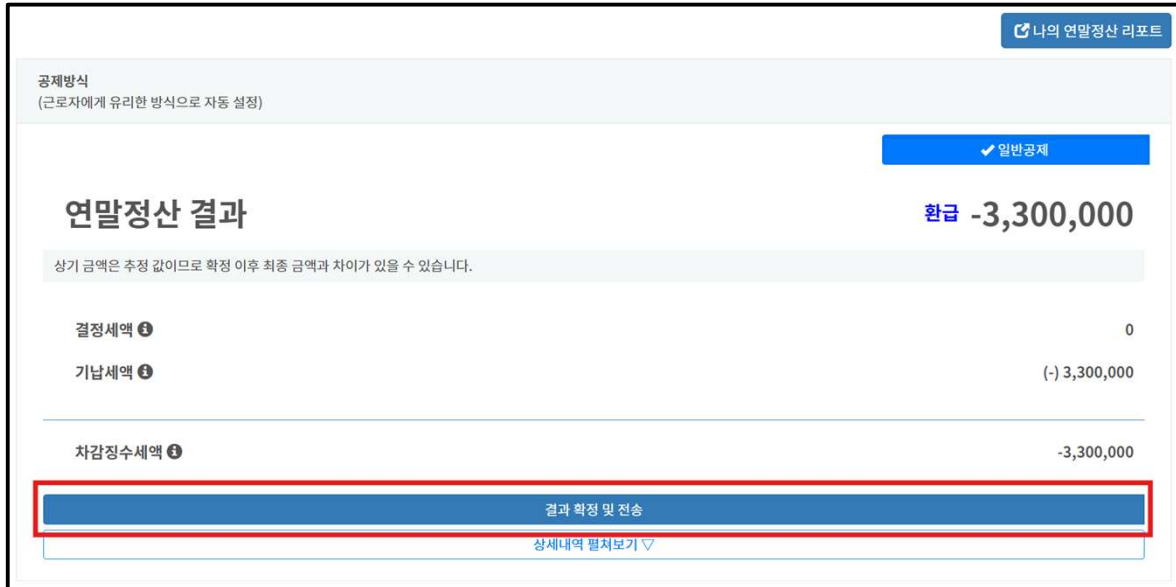 나의 연말정산 리포트
공제방식
(근로자에게 유리한 방식으로 자동 설정)
✔ 일반공제
연말정산 결과 환급 -3,300,000
상기 금액은 추정 값이므로 확정 이후 최종 금액과 차이가 있을 수 있습니다.
결정세액 0
기납세액 (-) 3,300,000
차감징수세액 -3,300,000
결과 확정 및 전송
상세내역 펼쳐보기 ▽